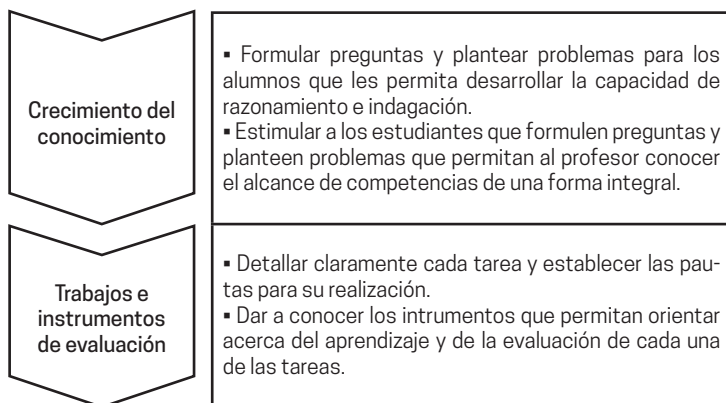 Crecimiento del
conocimiento
▪ Formular preguntas y plantear problemas para los
alumnos que les permita desarrollar la capacidad de
razonamiento e indagación.
▪ Estimular a los estudiantes que formulen preguntas y
planteen problemas que permitan al profesor conocer
el alcance de competencias de una forma integral.
Trabajos e
instrumentos
de evaluación
▪ Detallar claramente cada tarea y establecer las pau-
tas para su realización.
▪ Dar a conocer los intrumentos que permitan orientar
acerca del aprendizaje y de la evaluación de cada una
de las tareas.